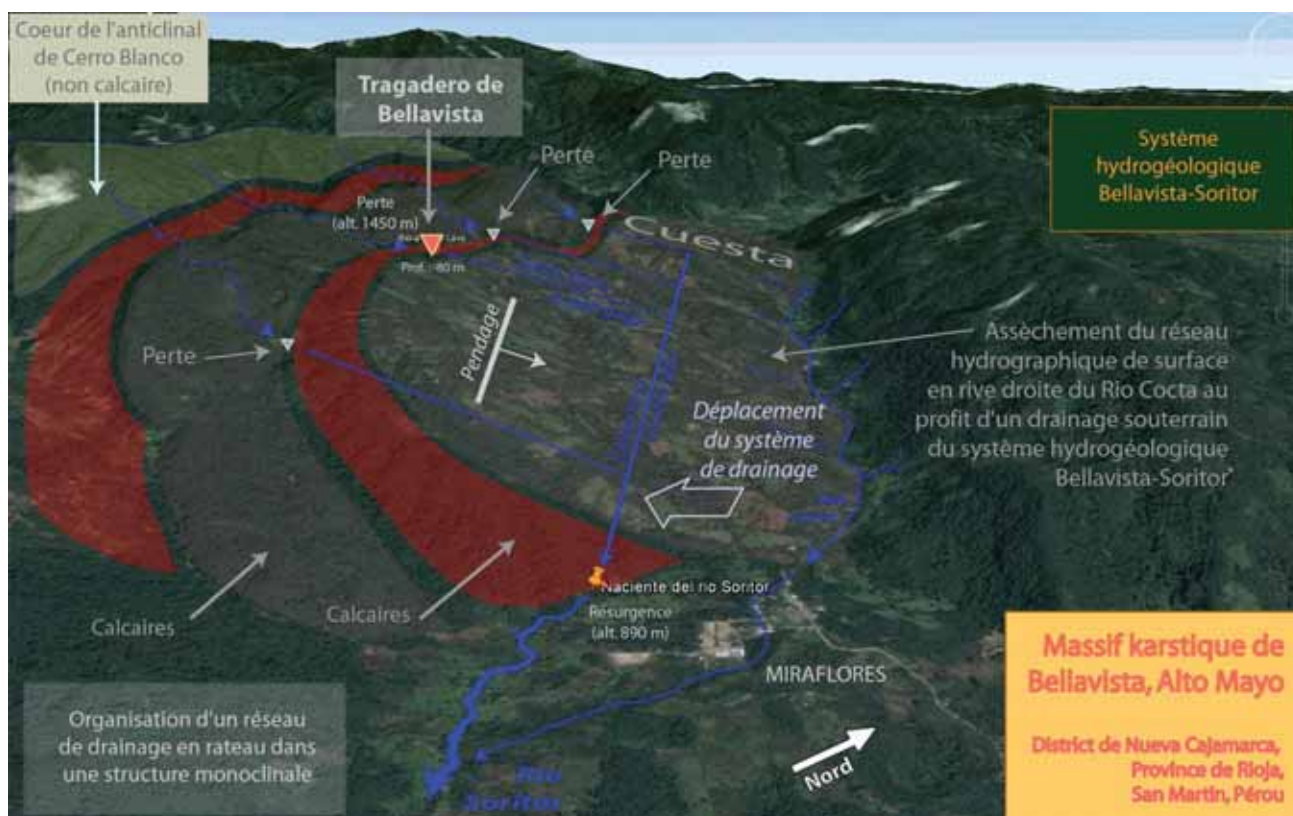 Coeur de l'anticlinal
de Cerro Blanco
(non calcaire)
Tragadero de
Bellavista
Perte
Perte
Système
hydrogéologique
Bellavista-Soritor
Perte
(alt. 1450 m)
Prof. : -80 m
Cuesta
Pendage
Perte
Assèchement du réseau
hydrographique de surface
en rive droite du Rio Cocta au
profit d'un drainage souterrain
du système hydrogéologique
Bellavista-Soritor
Déplacement
du système
de drainage
Calcaires
Calcaires
Naciente del rio Soritor
Résurgence
(alt. 890 m)
MIRAFLORES
Massif karstique de
Bellavista, Alto Mayo
District de Nueva Cajamarca,
Province de Rioja,
San Martin, Pérou
Organisation d'un réseau
de drainage en rateau dans
une structure monoclinale
Nord
Rio
Soritor